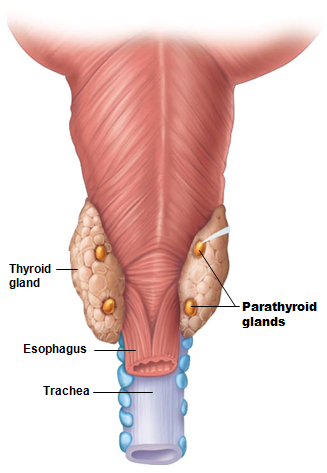 Thyroid
gland
Parathyroid
glands
Esophagus
Trachea